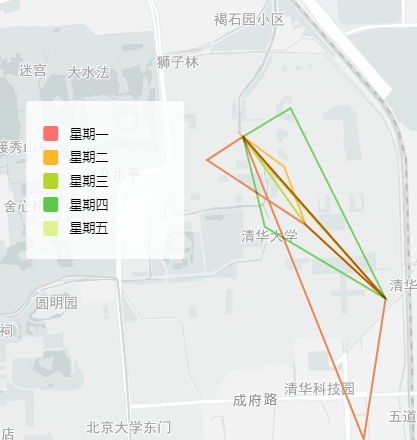 褐石园小区
狮子林
迷宫
大水法
星期一
星期二
星期三
星期四
星期五
清华大学
清华
圆明园
祠
清华科技园
成府路
五道
北京大学东门
店